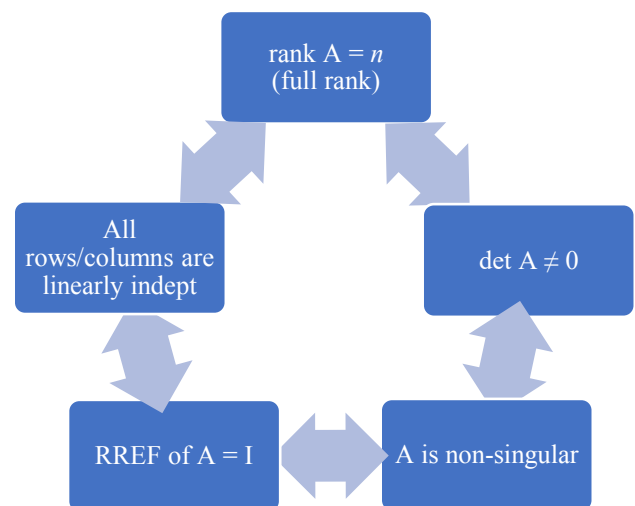 rank A = n
(full rank)
All
rows/columns are
linearly indept
det A ≠ 0
RREF of A = I
A is non-singular